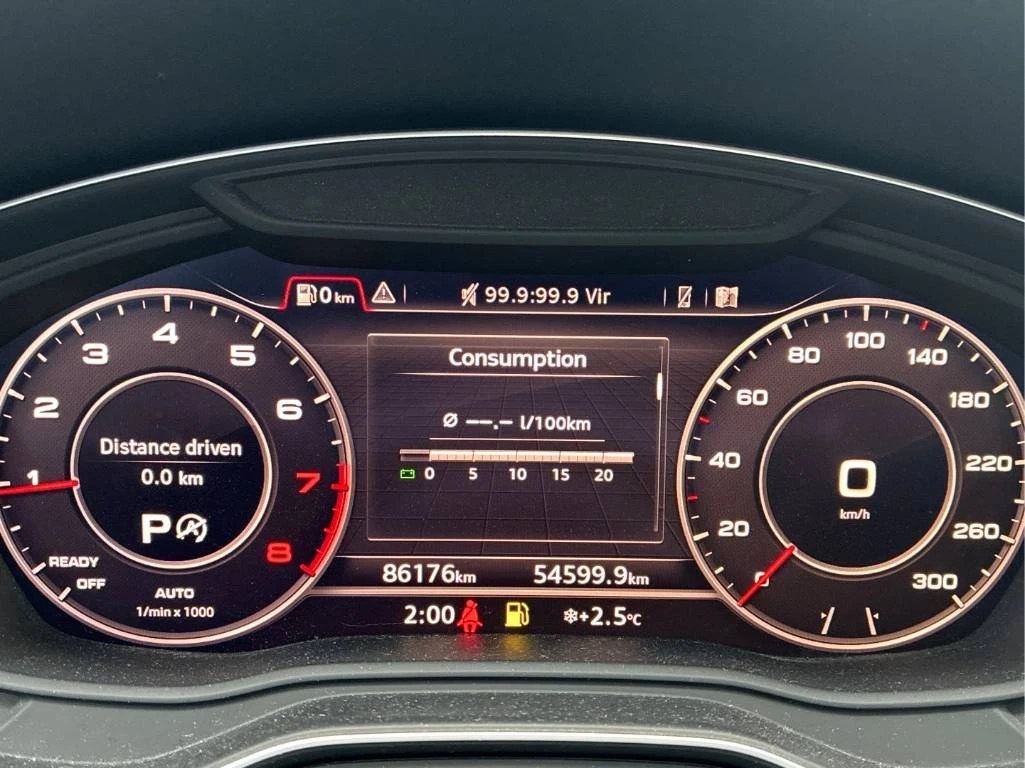 0 km
99.9:99.9 Vir
1 2 3 4 5 6 7 8
Distance driven
0.0 km
P
A
READY
OFF
AUTO
1/min x 1000
Consumption
Ø --.- l/100km
0 5 10 15 20
86176km 54599.9km
2:00
+2.5°C
0 20 40 60 80 100 140 180 220 260 300
0
km/h